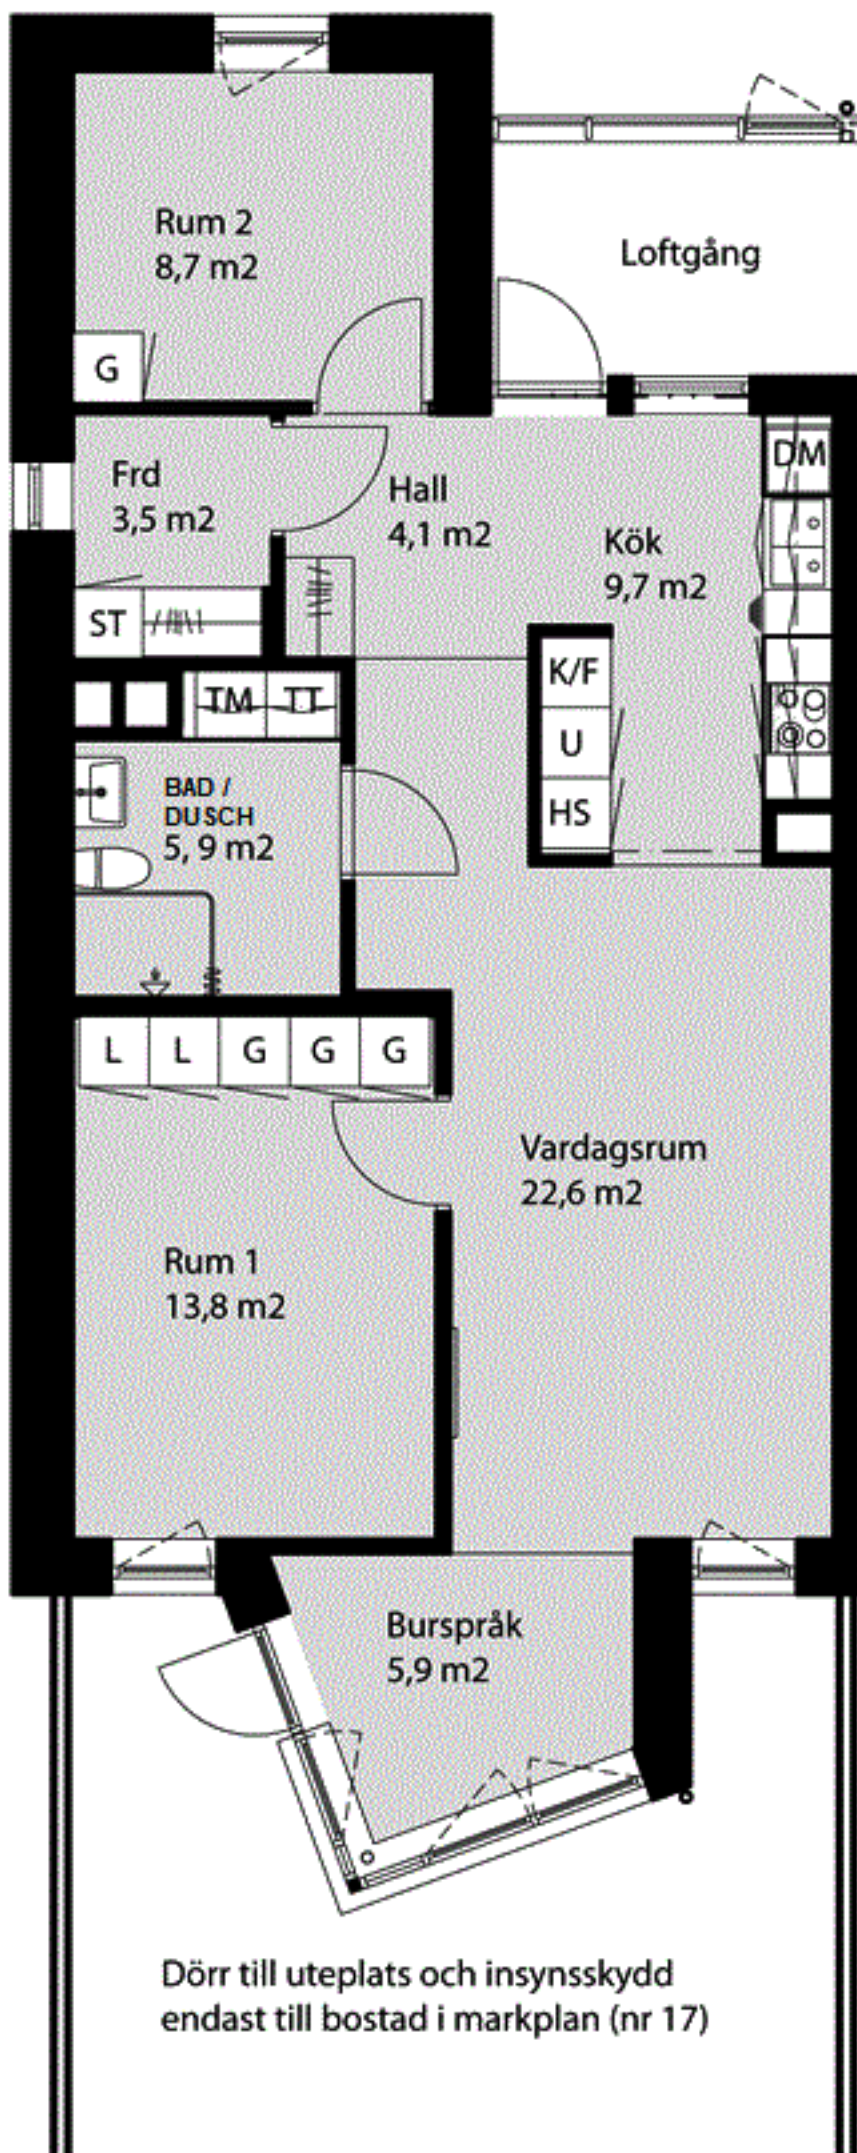 Rum 2
8,7 m2
Loftgång
G
Frd
3,5 m2
Hall
4,1 m2
DM
Kök
9,7 m2
ST
K/F
TM
TT
U
BAD /
DUSCH
5, 9 m2
HS
L
L
G
G
G
Vardagsrum
22,6 m2
Rum 1
13,8 m2
Burspråk
5,9 m2
Dörr till uteplats och insynsskydd
endast till bostad i markplan (nr 17)